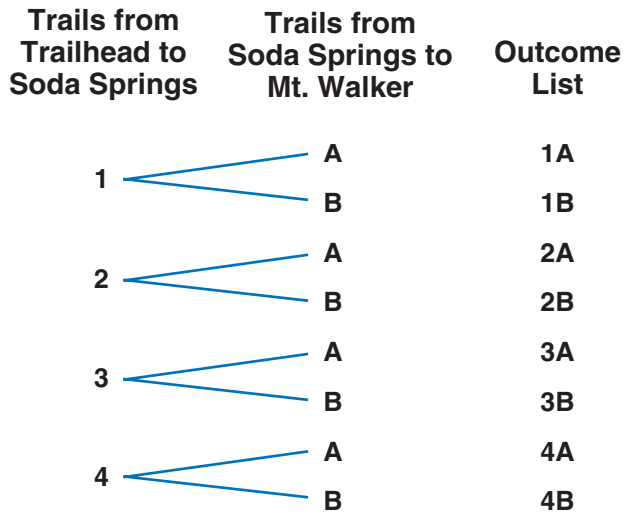 Trails from
Trailhead to
Soda Springs
Trails from
Soda Springs to
Mt. Walker
Outcome
List
1
A
1A
B
1B
2
A
2A
B
2B
3
A
3A
B
3B
4
A
4A
B
4B